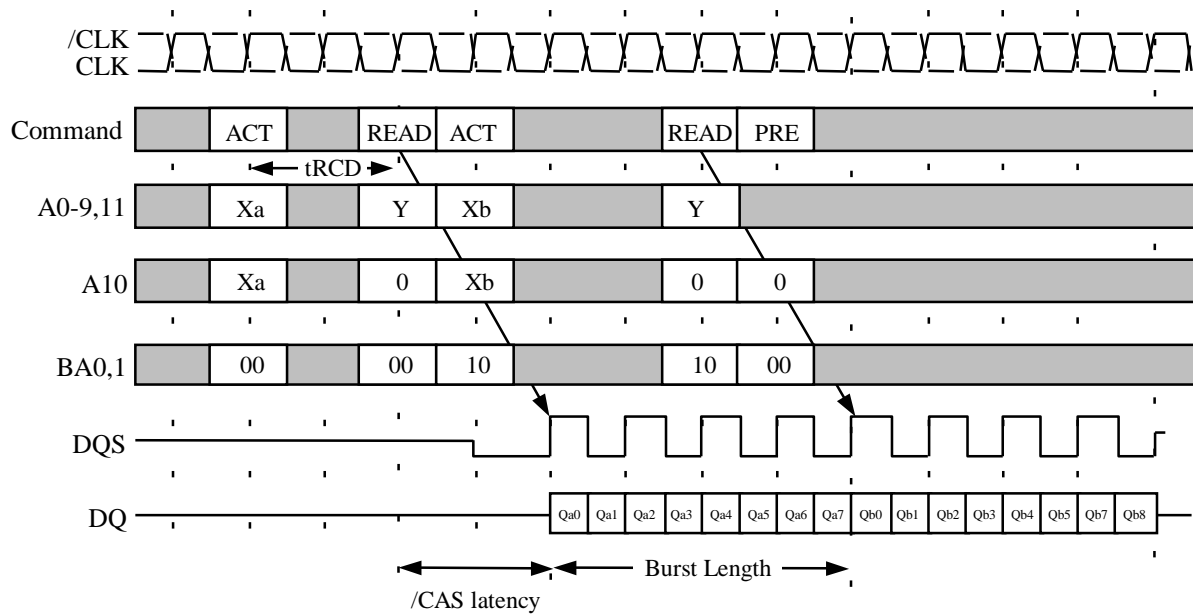 /CLK
CLK
Command ACT READ ACT READ PRE
tRCD
A0-9,11 Xa Y Xb Y
A10 Xa 0 Xb 0 0
BA0,1 00 00 10 10 00
DQS
DQ Qa0 Qa1 Qa2 Qa3 Qa4 Qa5 Qa6 Qa7 Qb0 Qb1 Qb2 Qb3 Qb4 Qb5 Qb7 Qb8
Burst Length
/CAS latency